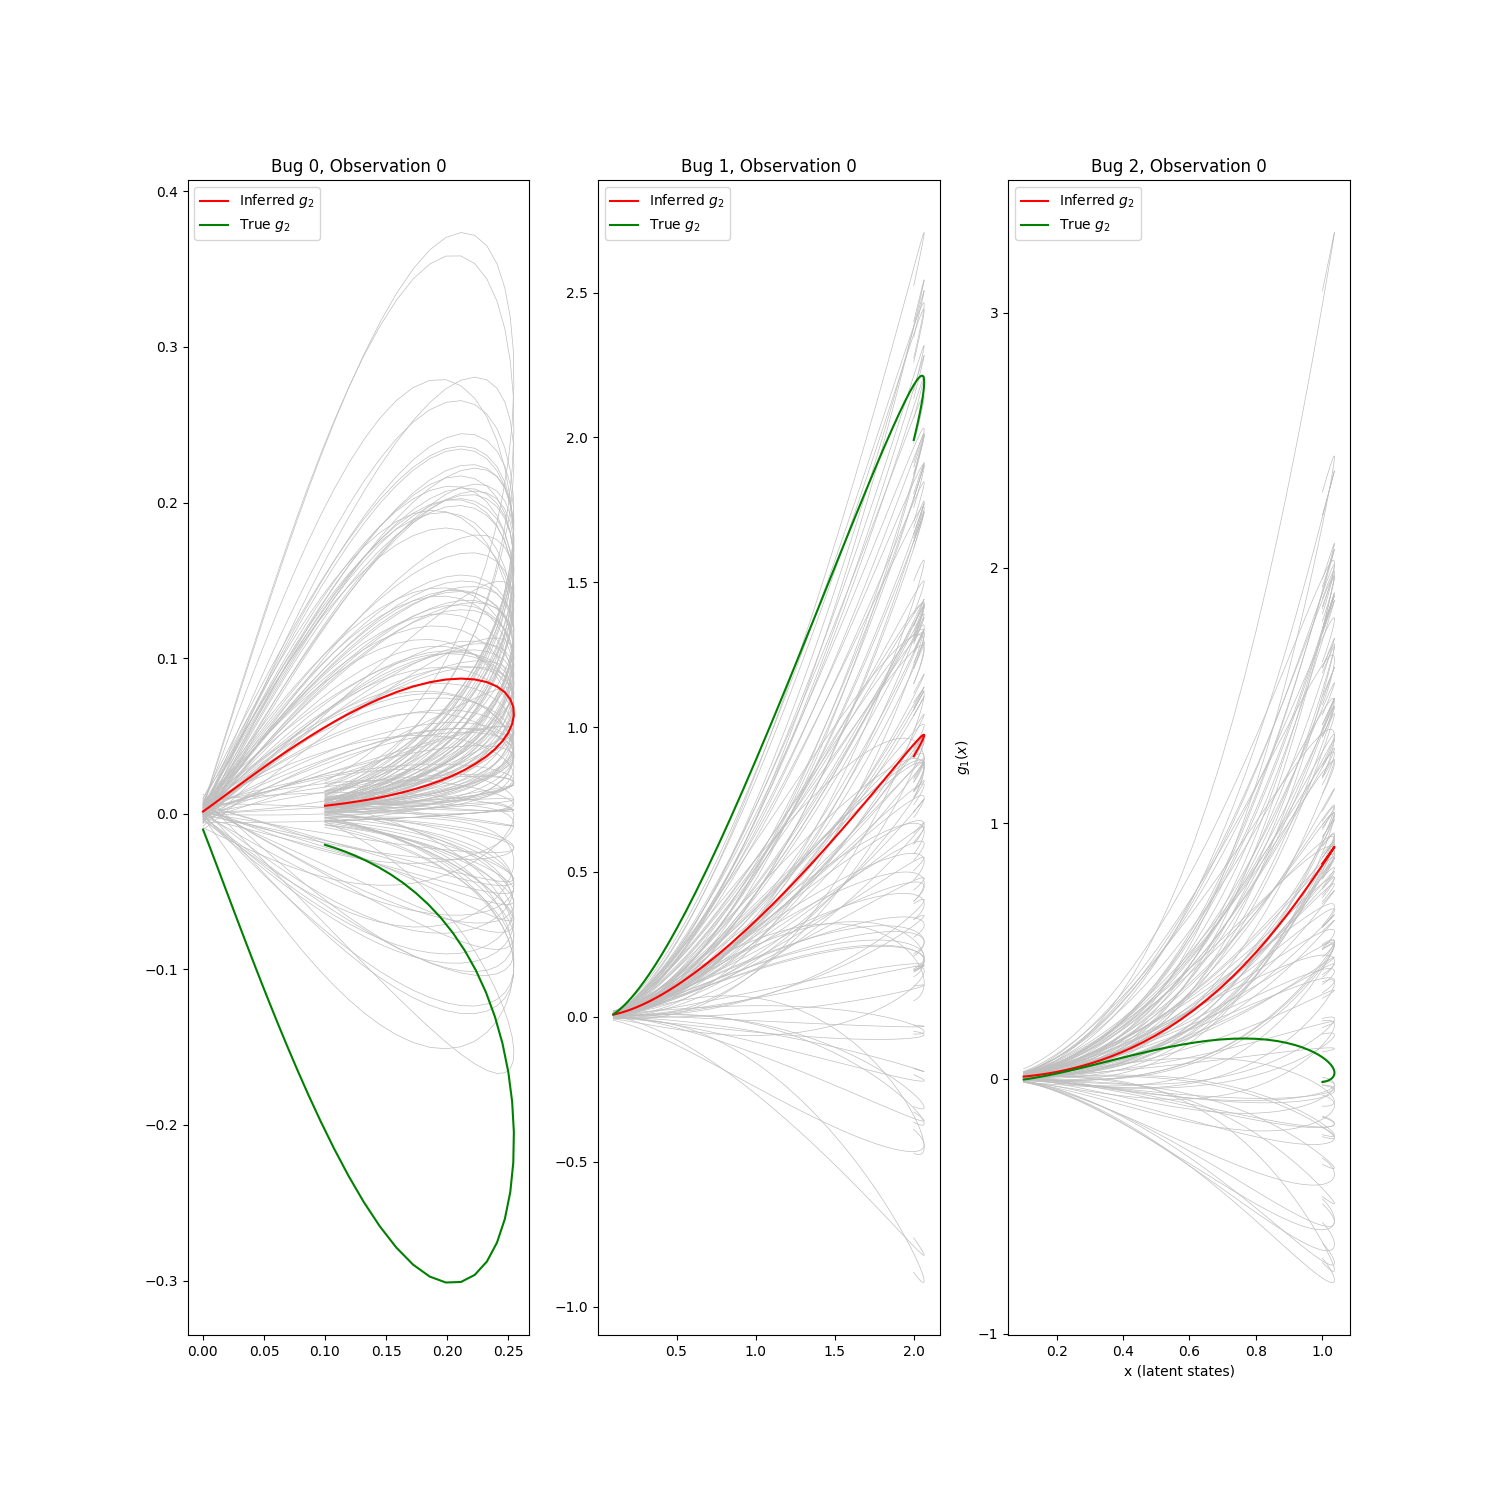 Bug 0, Observation 0
Inferred g₂
True g₂
0.4
0.3
0.2
0.1
0.0
−0.1
−0.2
−0.3
0.00 0.05 0.10 0.15 0.20 0.25
Bug 1, Observation 0
Inferred g₂
True g₂
2.5
2.0
1.5
1.0
0.5
0.0
−0.5
−1.0
0.5 1.0 1.5 2.0
Bug 2, Observation 0
Inferred g₂
True g₂
g₁(x)
3
2
1
0
−1
0.2 0.4 0.6 0.8 1.0
x (latent states)